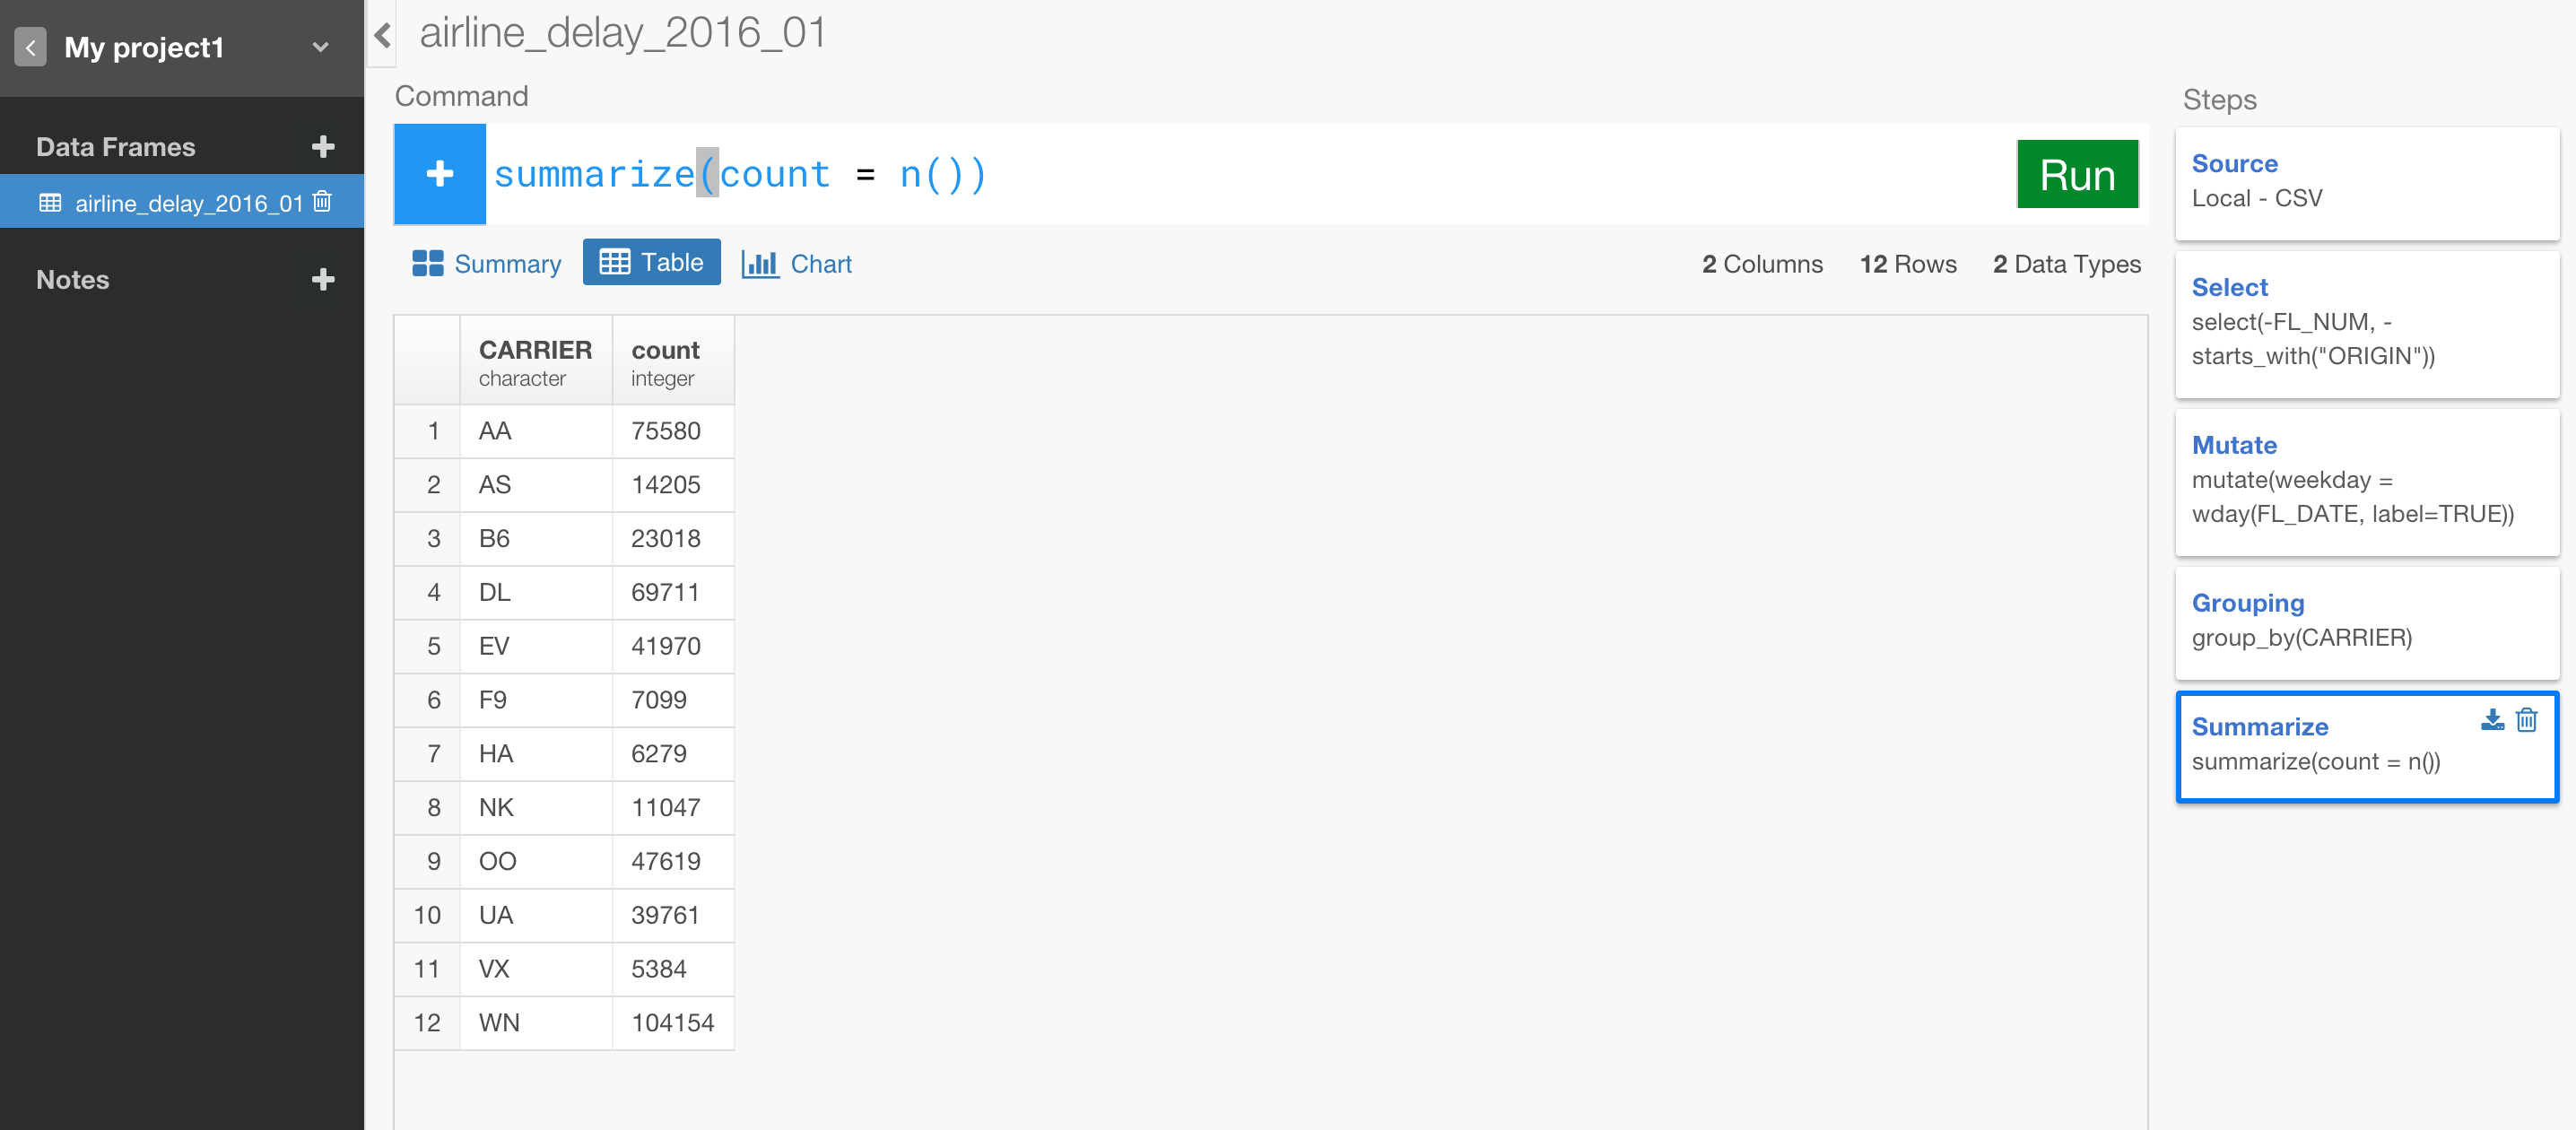 My project1
Data Frames
airline_delay_2016_01
Notes
airline_delay_2016_01
Command
summarize(count = n())
Run
Summary Table Chart
2 Columns 12 Rows 2 Data Types
CARRIER count
character integer
1 AA 75580
2 AS 14205
3 B6 23018
4 DL 69711
5 EV 41970
6 F9 7099
7 HA 6279
8 NK 11047
9 OO 47619
10 UA 39761
11 VX 5384
12 WN 104154
Steps
Source
Local - CSV
Select
select(-FL_NUM, -
starts_with("ORIGIN"))
Mutate
mutate(weekday =
wday(FL_DATE, label=TRUE))
Grouping
group_by(CARRIER)
Summarize
summarize(count = n())